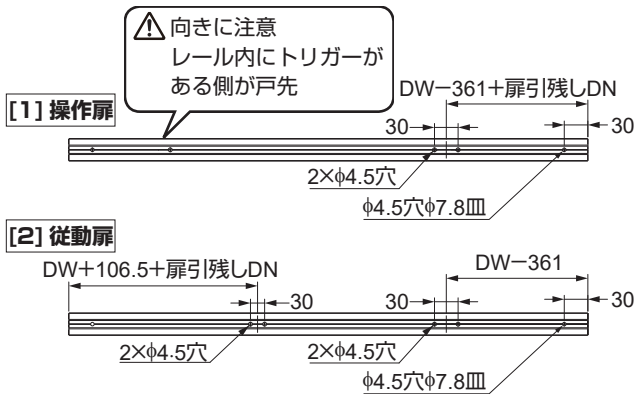 向きに注意
レール内にトリガーが
ある側が戸先
[1] 操作扉
DW−361+扉引残しDN
30
30
2×φ4.5穴
φ4.5穴φ7.8皿
[2] 従動扉
DW+106.5+扉引残しDN
DW−361
30
30
30
2×φ4.5穴
2×φ4.5穴
φ4.5穴φ7.8皿